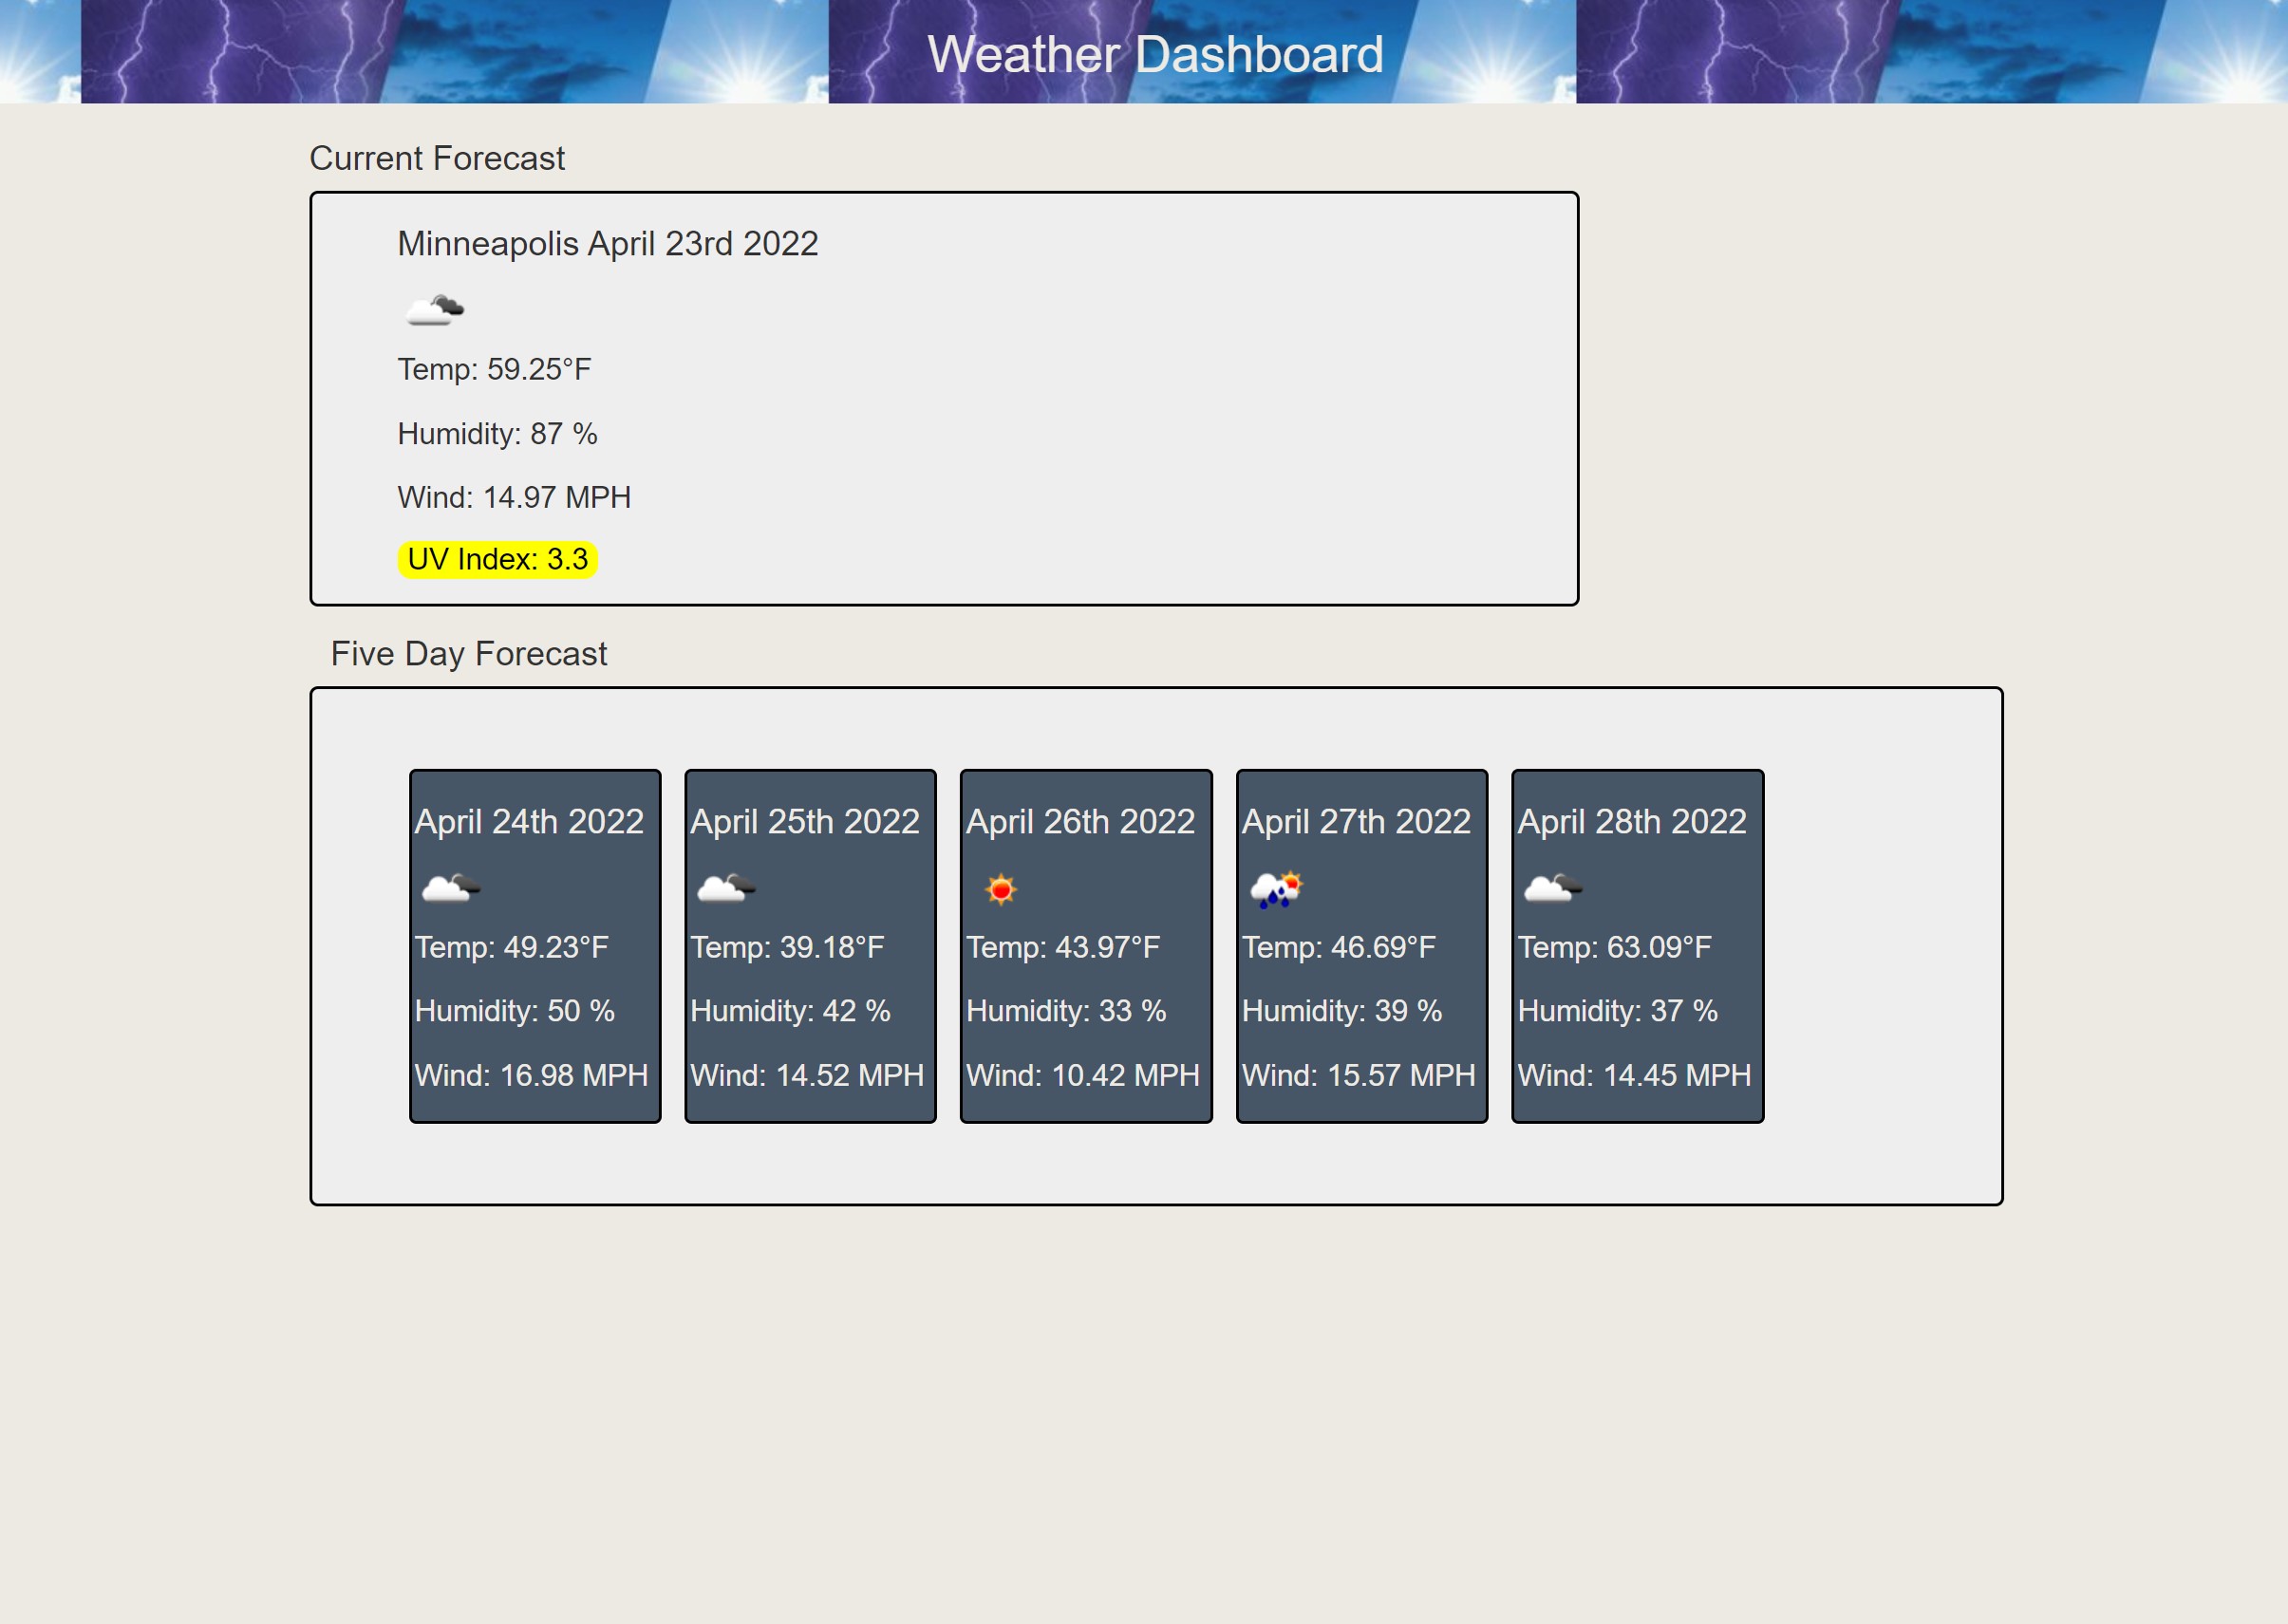 Weather Dashboard
Current Forecast
Minneapolis April 23rd 2022
Temp: 59.25°F
Humidity: 87 %
Wind: 14.97 MPH
UV Index: 3.3
Five Day Forecast
April 24th 2022
Temp: 49.23°F
Humidity: 50 %
Wind: 16.98 MPH
April 25th 2022
Temp: 39.18°F
Humidity: 42 %
Wind: 14.52 MPH
April 26th 2022
Temp: 43.97°F
Humidity: 33 %
Wind: 10.42 MPH
April 27th 2022
Temp: 46.69°F
Humidity: 39 %
Wind: 15.57 MPH
April 28th 2022
Temp: 63.09°F
Humidity: 37 %
Wind: 14.45 MPH